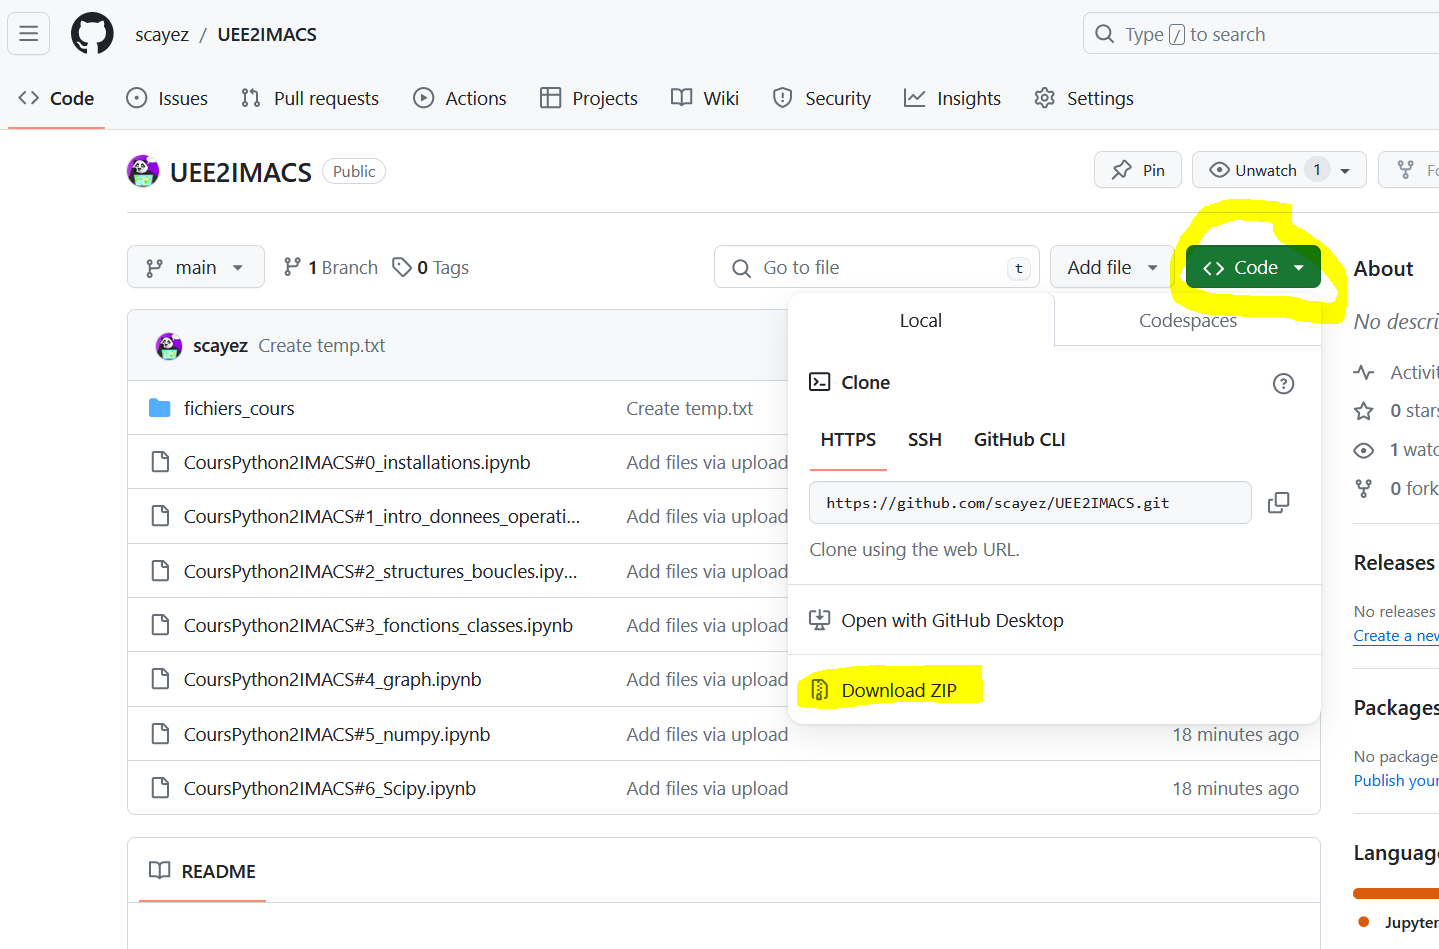 scayez / UEE2IMACS
Type / to search
Code Issues Pull requests Actions Projects Wiki Security Insights Settings
UEE2IMACS Public
Pin Unwatch 1
main 1 Branch 0 Tags
Go to file t
Add file Code
Local Codespaces
Clone
HTTPS SSH GitHub CLI
https://github.com/scayez/UEE2IMACS.git
Clone using the web URL.
Open with GitHub Desktop
Download ZIP
scayez Create temp.txt
fichiers_cours Create temp.txt
CoursPython2IMACS#0_installations.ipynb Add files via upload
CoursPython2IMACS#1_intro_donnees_operati... Add files via upload
CoursPython2IMACS#2_structures_boucles.ipy... Add files via upload
CoursPython2IMACS#3_fonctions_classes.ipynb Add files via upload
CoursPython2IMACS#4_graph.ipynb Add files via upload
CoursPython2IMACS#5_numpy.ipynb Add files via upload 18 minutes ago
CoursPython2IMACS#6_Scipy.ipynb Add files via upload 18 minutes ago
README
About
No descri
Activit
0 stars
1 watc
0 fork
Releases
No releases
Create a new
Packages
No package
Publish your
Language
Jupyter